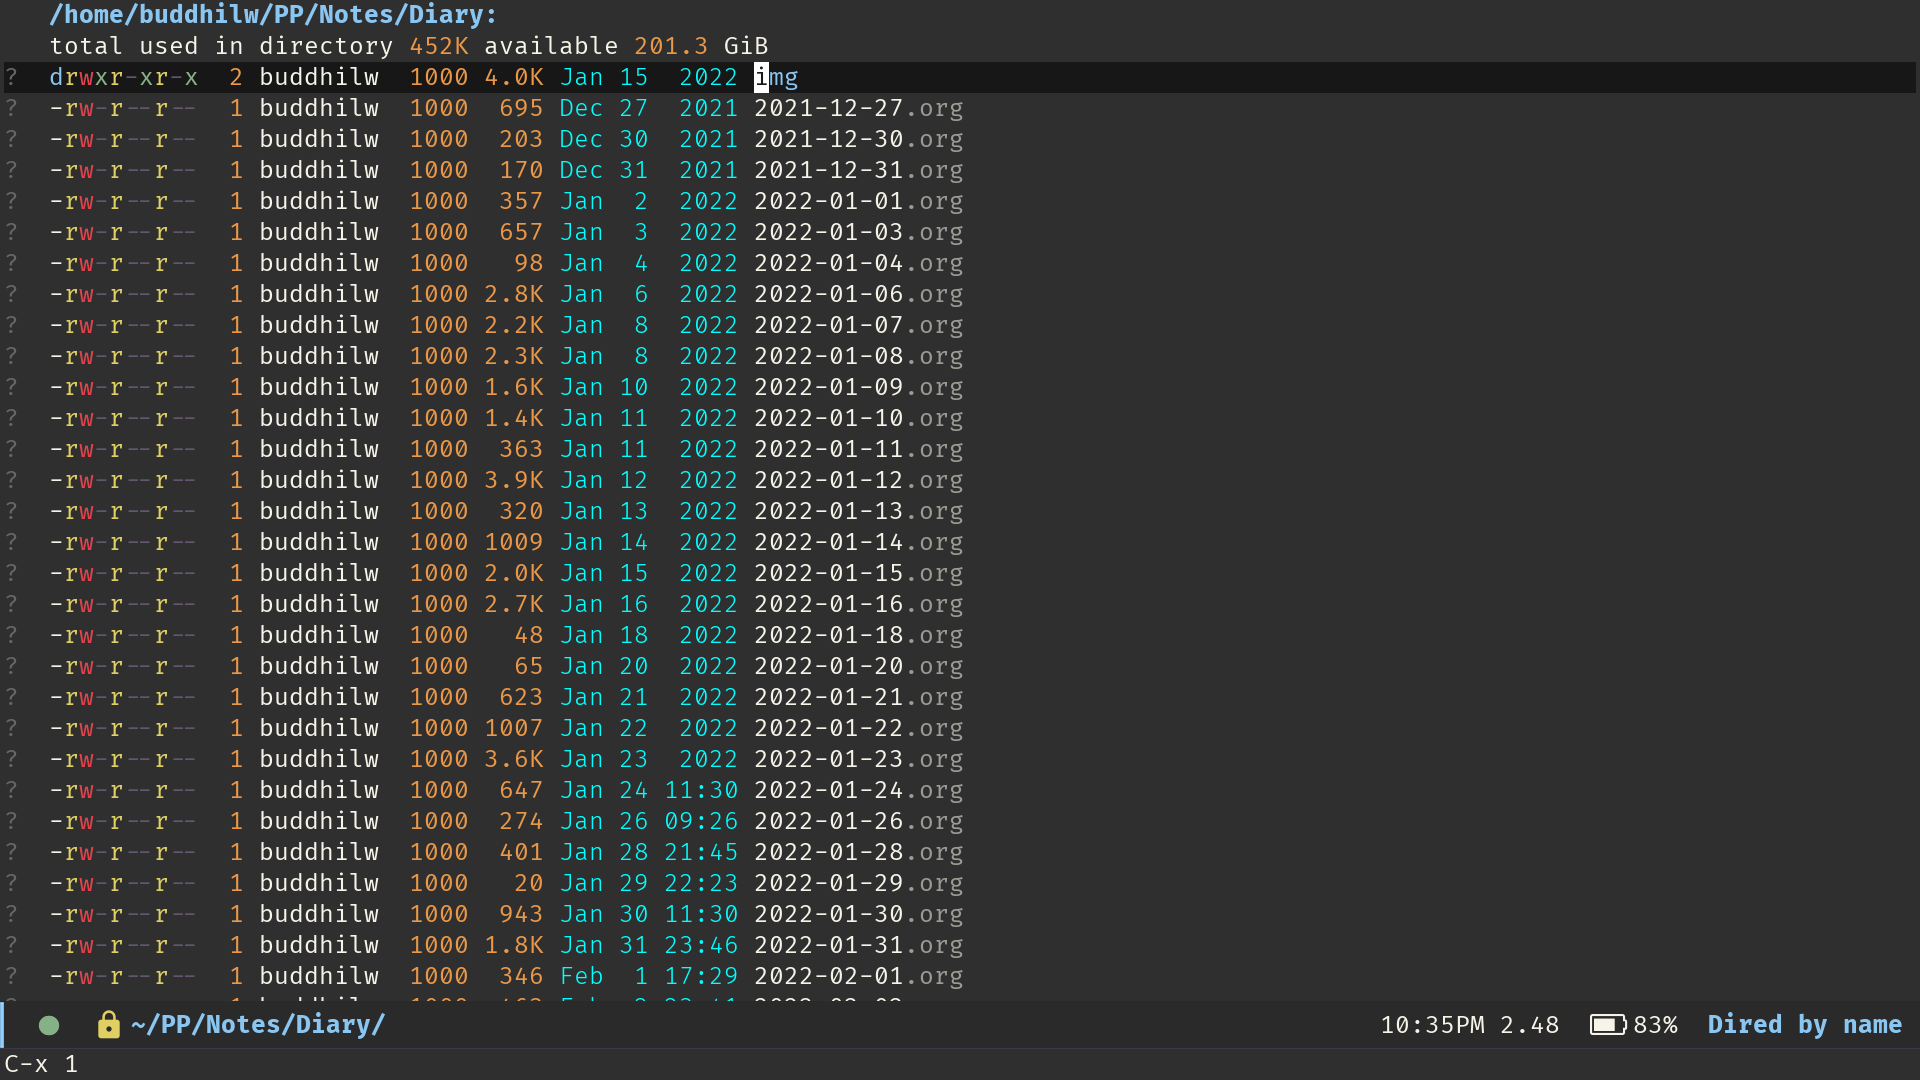 /home/buddhilw/PP/Notes/Diary:
total used in directory 452K available 201.3 GiB
? drwxr-xr-x 2 buddhilw 1000 4.0K Jan 15 2022 img
? -rw-r--r-- 1 buddhilw 1000 695 Dec 27 2021 2021-12-27.org
? -rw-r--r-- 1 buddhilw 1000 203 Dec 30 2021 2021-12-30.org
? -rw-r--r-- 1 buddhilw 1000 170 Dec 31 2021 2021-12-31.org
? -rw-r--r-- 1 buddhilw 1000 357 Jan 2 2022 2022-01-01.org
? -rw-r--r-- 1 buddhilw 1000 657 Jan 3 2022 2022-01-03.org
? -rw-r--r-- 1 buddhilw 1000 98 Jan 4 2022 2022-01-04.org
? -rw-r--r-- 1 buddhilw 1000 2.8K Jan 6 2022 2022-01-06.org
? -rw-r--r-- 1 buddhilw 1000 2.2K Jan 8 2022 2022-01-07.org
? -rw-r--r-- 1 buddhilw 1000 2.3K Jan 8 2022 2022-01-08.org
? -rw-r--r-- 1 buddhilw 1000 1.6K Jan 10 2022 2022-01-09.org
? -rw-r--r-- 1 buddhilw 1000 1.4K Jan 11 2022 2022-01-10.org
? -rw-r--r-- 1 buddhilw 1000 363 Jan 11 2022 2022-01-11.org
? -rw-r--r-- 1 buddhilw 1000 3.9K Jan 12 2022 2022-01-12.org
? -rw-r--r-- 1 buddhilw 1000 320 Jan 13 2022 2022-01-13.org
? -rw-r--r-- 1 buddhilw 1000 1009 Jan 14 2022 2022-01-14.org
? -rw-r--r-- 1 buddhilw 1000 2.0K Jan 15 2022 2022-01-15.org
? -rw-r--r-- 1 buddhilw 1000 2.7K Jan 16 2022 2022-01-16.org
? -rw-r--r-- 1 buddhilw 1000 48 Jan 18 2022 2022-01-18.org
? -rw-r--r-- 1 buddhilw 1000 65 Jan 20 2022 2022-01-20.org
? -rw-r--r-- 1 buddhilw 1000 623 Jan 21 2022 2022-01-21.org
? -rw-r--r-- 1 buddhilw 1000 1007 Jan 22 2022 2022-01-22.org
? -rw-r--r-- 1 buddhilw 1000 3.6K Jan 23 2022 2022-01-23.org
? -rw-r--r-- 1 buddhilw 1000 647 Jan 24 11:30 2022-01-24.org
? -rw-r--r-- 1 buddhilw 1000 274 Jan 26 09:26 2022-01-26.org
? -rw-r--r-- 1 buddhilw 1000 401 Jan 28 21:45 2022-01-28.org
? -rw-r--r-- 1 buddhilw 1000 20 Jan 29 22:23 2022-01-29.org
? -rw-r--r-- 1 buddhilw 1000 943 Jan 30 11:30 2022-01-30.org
? -rw-r--r-- 1 buddhilw 1000 1.8K Jan 31 23:46 2022-01-31.org
? -rw-r--r-- 1 buddhilw 1000 346 Feb 1 17:29 2022-02-01.org
~/PP/Notes/Diary/ 10:35PM 2.48 83% Dired by name
C-x 1